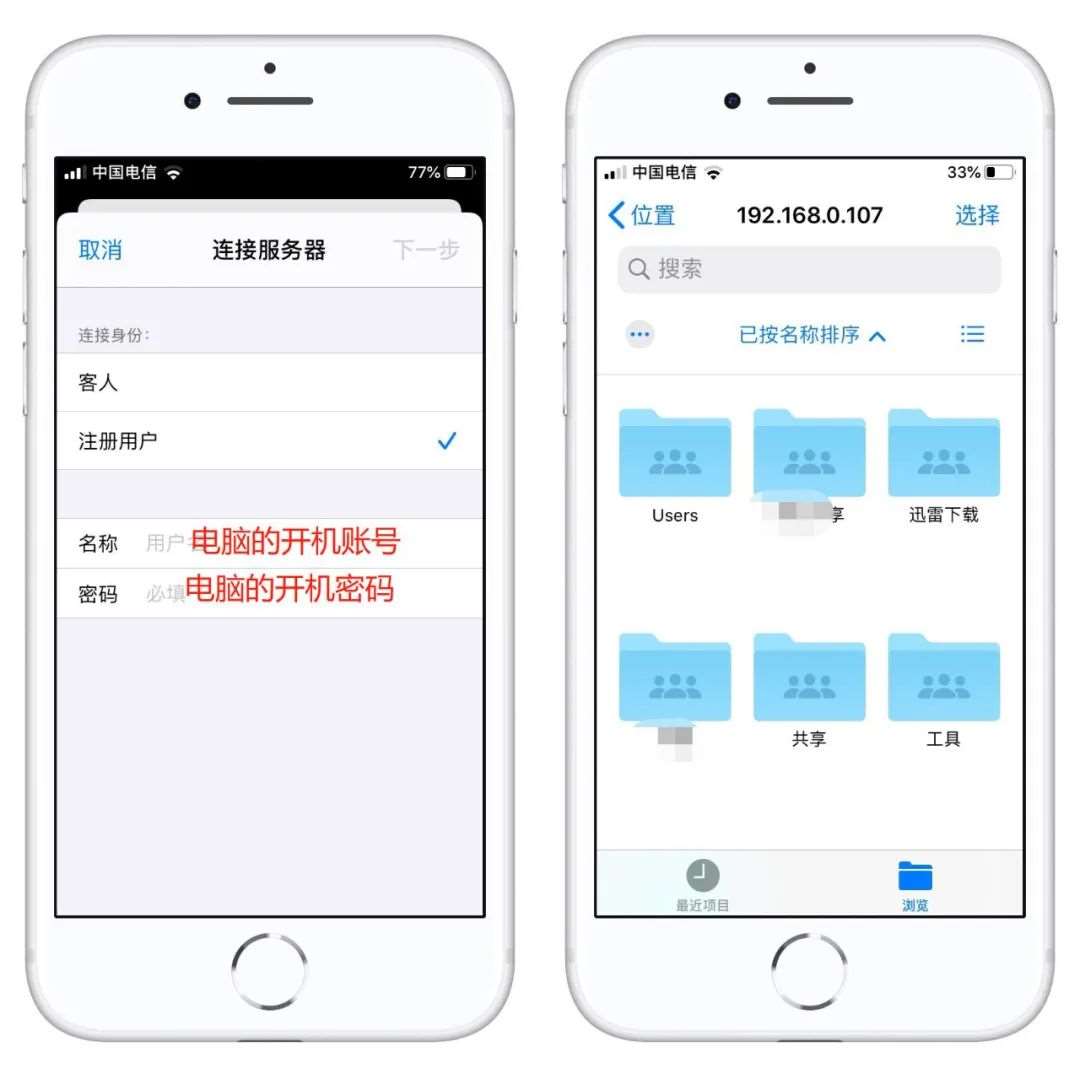 中国电信
77%
取消
连接服务器
下一步
连接身份：
客人
注册用户
名称
用户
电脑的开机账号
密码
必填
电脑的开机密码
中国电信
33%
位置
192.168.0.107
选择
搜索
已按名称排序
Users
享
迅雷下载
共享
工具
最近项目
浏览